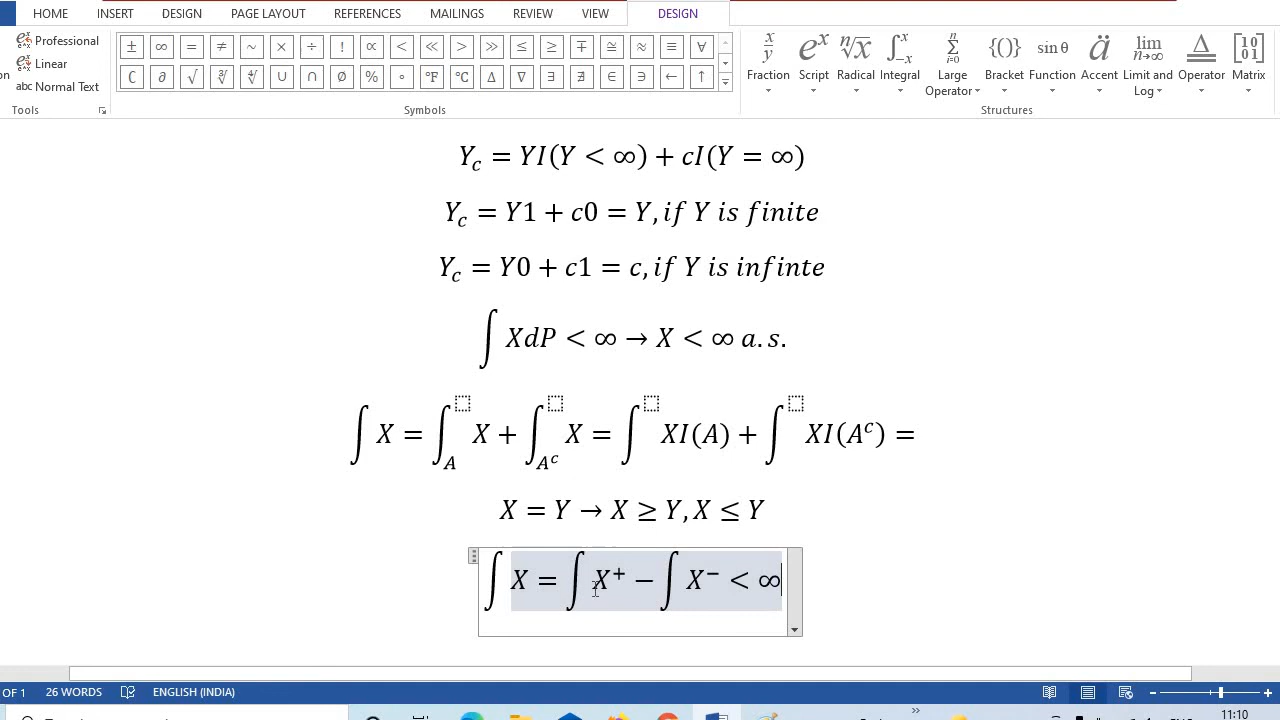 HOME INSERT DESIGN PAGE LAYOUT REFERENCES MAILINGS REVIEW VIEW DESIGN
Professional
Linear
abc Normal Text
Tools
± ∞ = ≠ ~ × ÷ ! ∝ < ≪ > ≫ ≤ ≥ ∓ ≅ ≈ ≡ ∀
∁ ∂ √ ∛ ∜ ∪ ∩ ∅ % ° ℉ ℃ ∆ ∇ ∃ ∄ ∈ ∋ ← ↑
Symbols
Fraction Script Radical Integral Large Operator Bracket Function Accent Limit and Log Operator Matrix
Structures
Y_c = YI(Y < ∞) + cI(Y = ∞)
Y_c = Y1 + c0 = Y, if Y is finite
Y_c = Y0 + c1 = c, if Y is infinte
∫ XdP < ∞ → X < ∞ a.s.
∫ X = ∫_A X + ∫_{A^c} X = ∫ XI(A) + ∫ XI(A^c) =
X = Y → X ≥ Y, X ≤ Y
∫ X = ∫ X⁺ − ∫ X⁻ < ∞
OF 1 26 WORDS ENGLISH (INDIA)
11:10